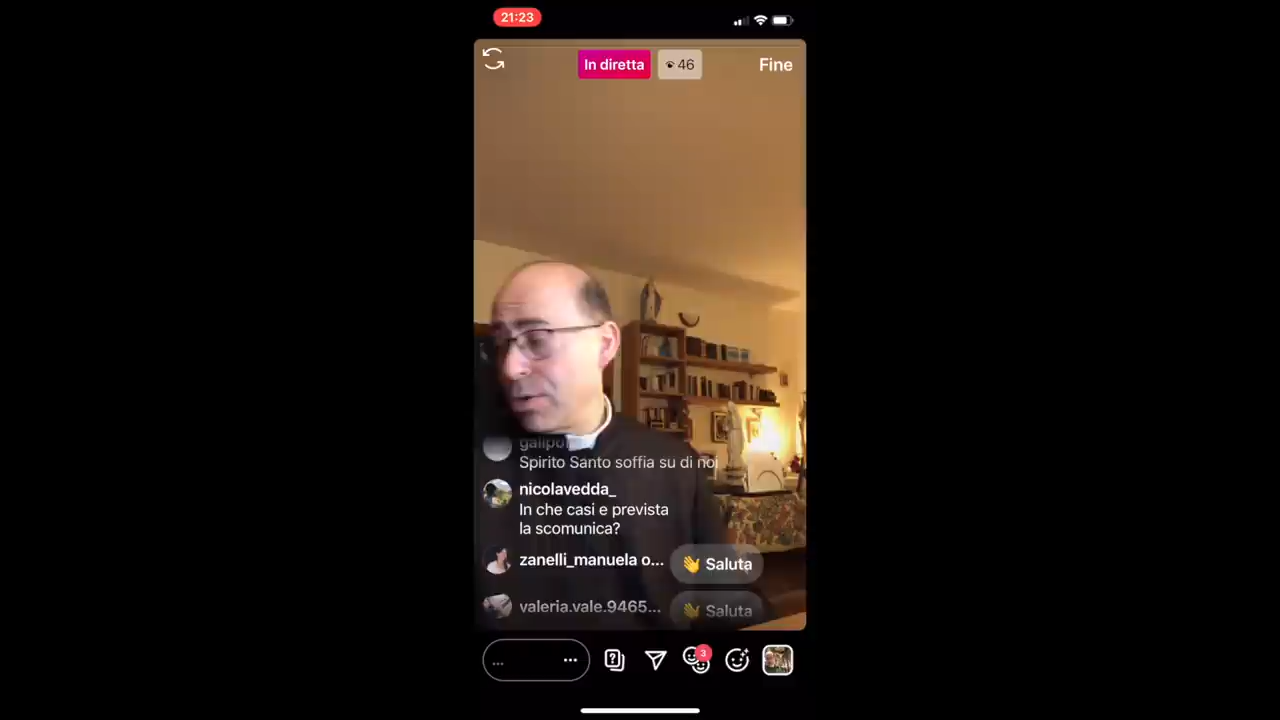 21:23
In diretta
46
Fine
Spirito Santo soffia su di noi
nicolavedda_
In che casi e prevista
la scomunica?
zanelli_manuela o...
👋 Saluta
valeria.vale.9465...
👋 Saluta
...
3